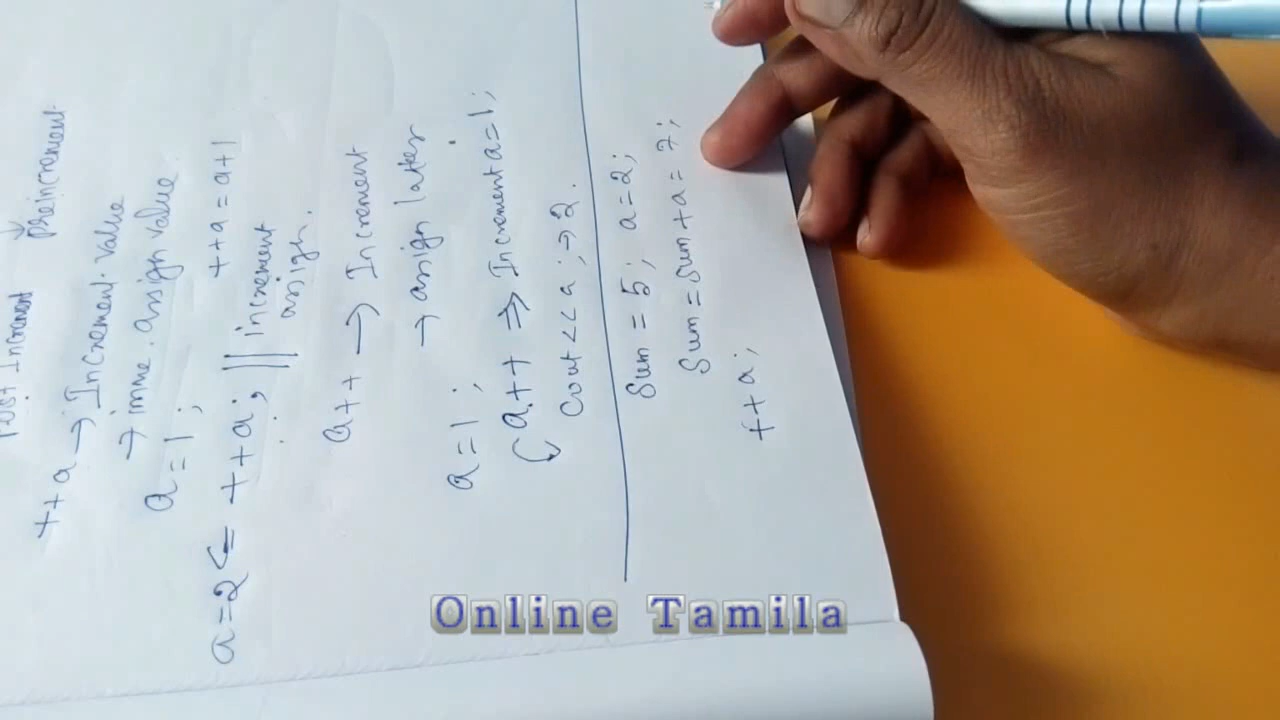 Post Increment
↓
preincrement
++a → Increment value
→ imme. assign value.
a = 1;
a = 2 <= ++a; || increment
assign.
++a = a+1
a++ → Increment
→ assign later
a = 1;
a++ => Increment a = 1;
cout << a; → 2.
Sum = 5; a = 2;
Sum = Sum + a = 7;
++a;
Online Tamila